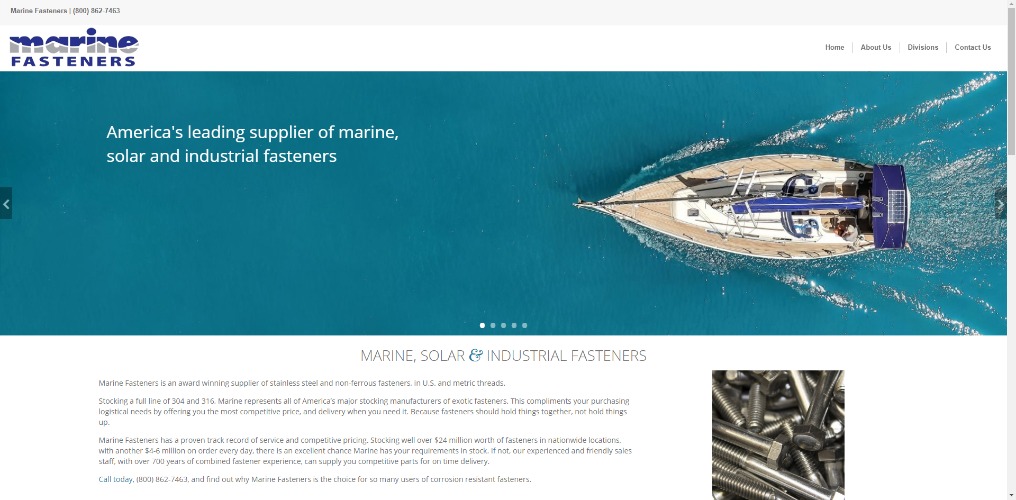 Marine Fasteners | (800) 862-7463
marine
FASTENERS
Home
About Us
Divisions
Contact Us
America's leading supplier of marine,
solar and industrial fasteners
MARINE, SOLAR & INDUSTRIAL FASTENERS
Marine Fasteners is an award winning supplier of stainless steel and non-ferrous fasteners, in U.S. and metric threads.
Stocking a full line of 304 and 316, Marine represents all of America's major stocking manufacturers of exotic fasteners. This compliments your purchasing
logistical needs by offering you the most competitive price, and delivery when you need it. Because fasteners should hold things together, not hold things
up.
Marine Fasteners has a proven track record of service and competitive pricing. Stocking well over $24 million worth of fasteners in nationwide locations,
with another $4-6 million on order every day, there is an excellent chance Marine has your requirements in stock. If not, our experienced and friendly sales
staff, with over 700 years of combined fastener experience, can supply you competitive parts for on time delivery.
Call today, (800) 862-7463, and find out why Marine Fasteners is the choice for so many users of corrosion resistant fasteners.